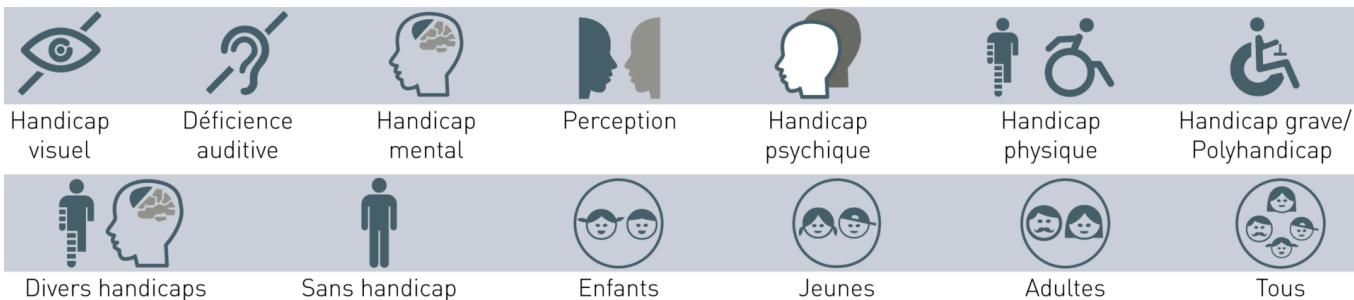 Handicap visuel
Déficience auditive
Handicap mental
Perception
Handicap psychique
Handicap physique
Handicap grave/ Polyhandicap
Divers handicaps
Sans handicap
Enfants
Jeunes
Adultes
Tous